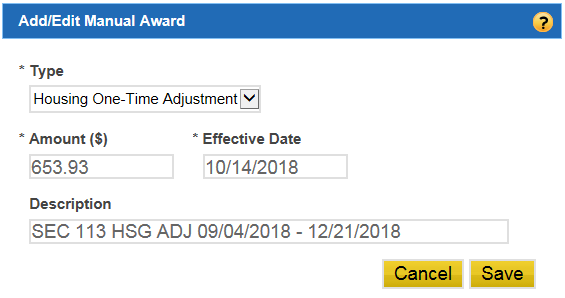 Add/Edit Manual Award ?
* Type
Housing One-Time Adjustment
* Amount ($) * Effective Date
653.93 10/14/2018
Description
SEC 113 HSG ADJ 09/04/2018 - 12/21/2018
Cancel Save